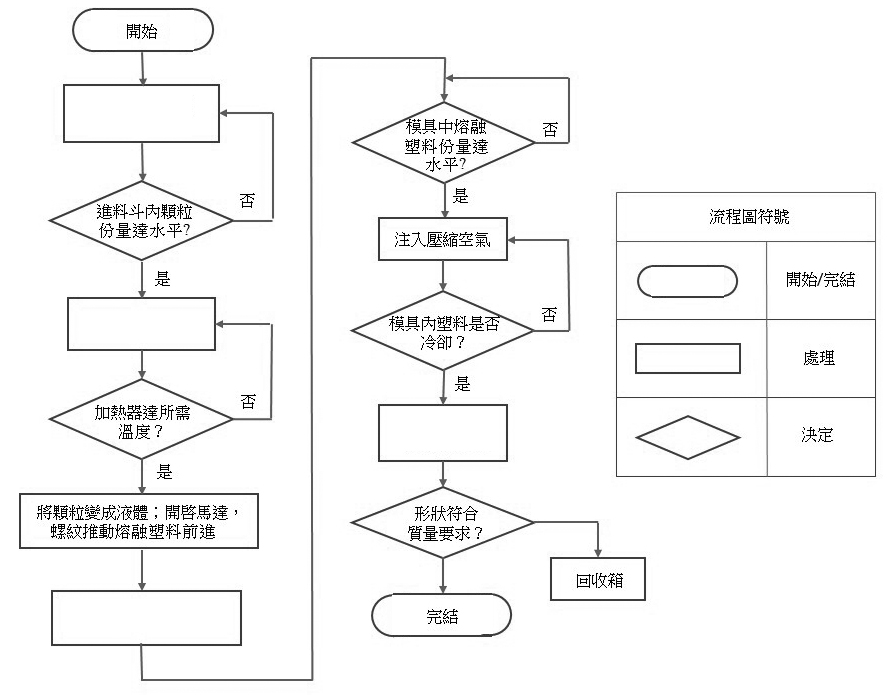 開始
進料斗內顆粒
份量達水平?
否
是
加熱器達所需
溫度？
否
是
將顆粒變成液體；開啓馬達，
螺紋推動熔融塑料前進
模具中熔融
塑料份量達
水平?
否
是
注入壓縮空氣
模具內塑料是否
冷卻？
否
是
形狀符合
質量要求？
回收箱
完結
流程圖符號
開始/完結
處理
決定